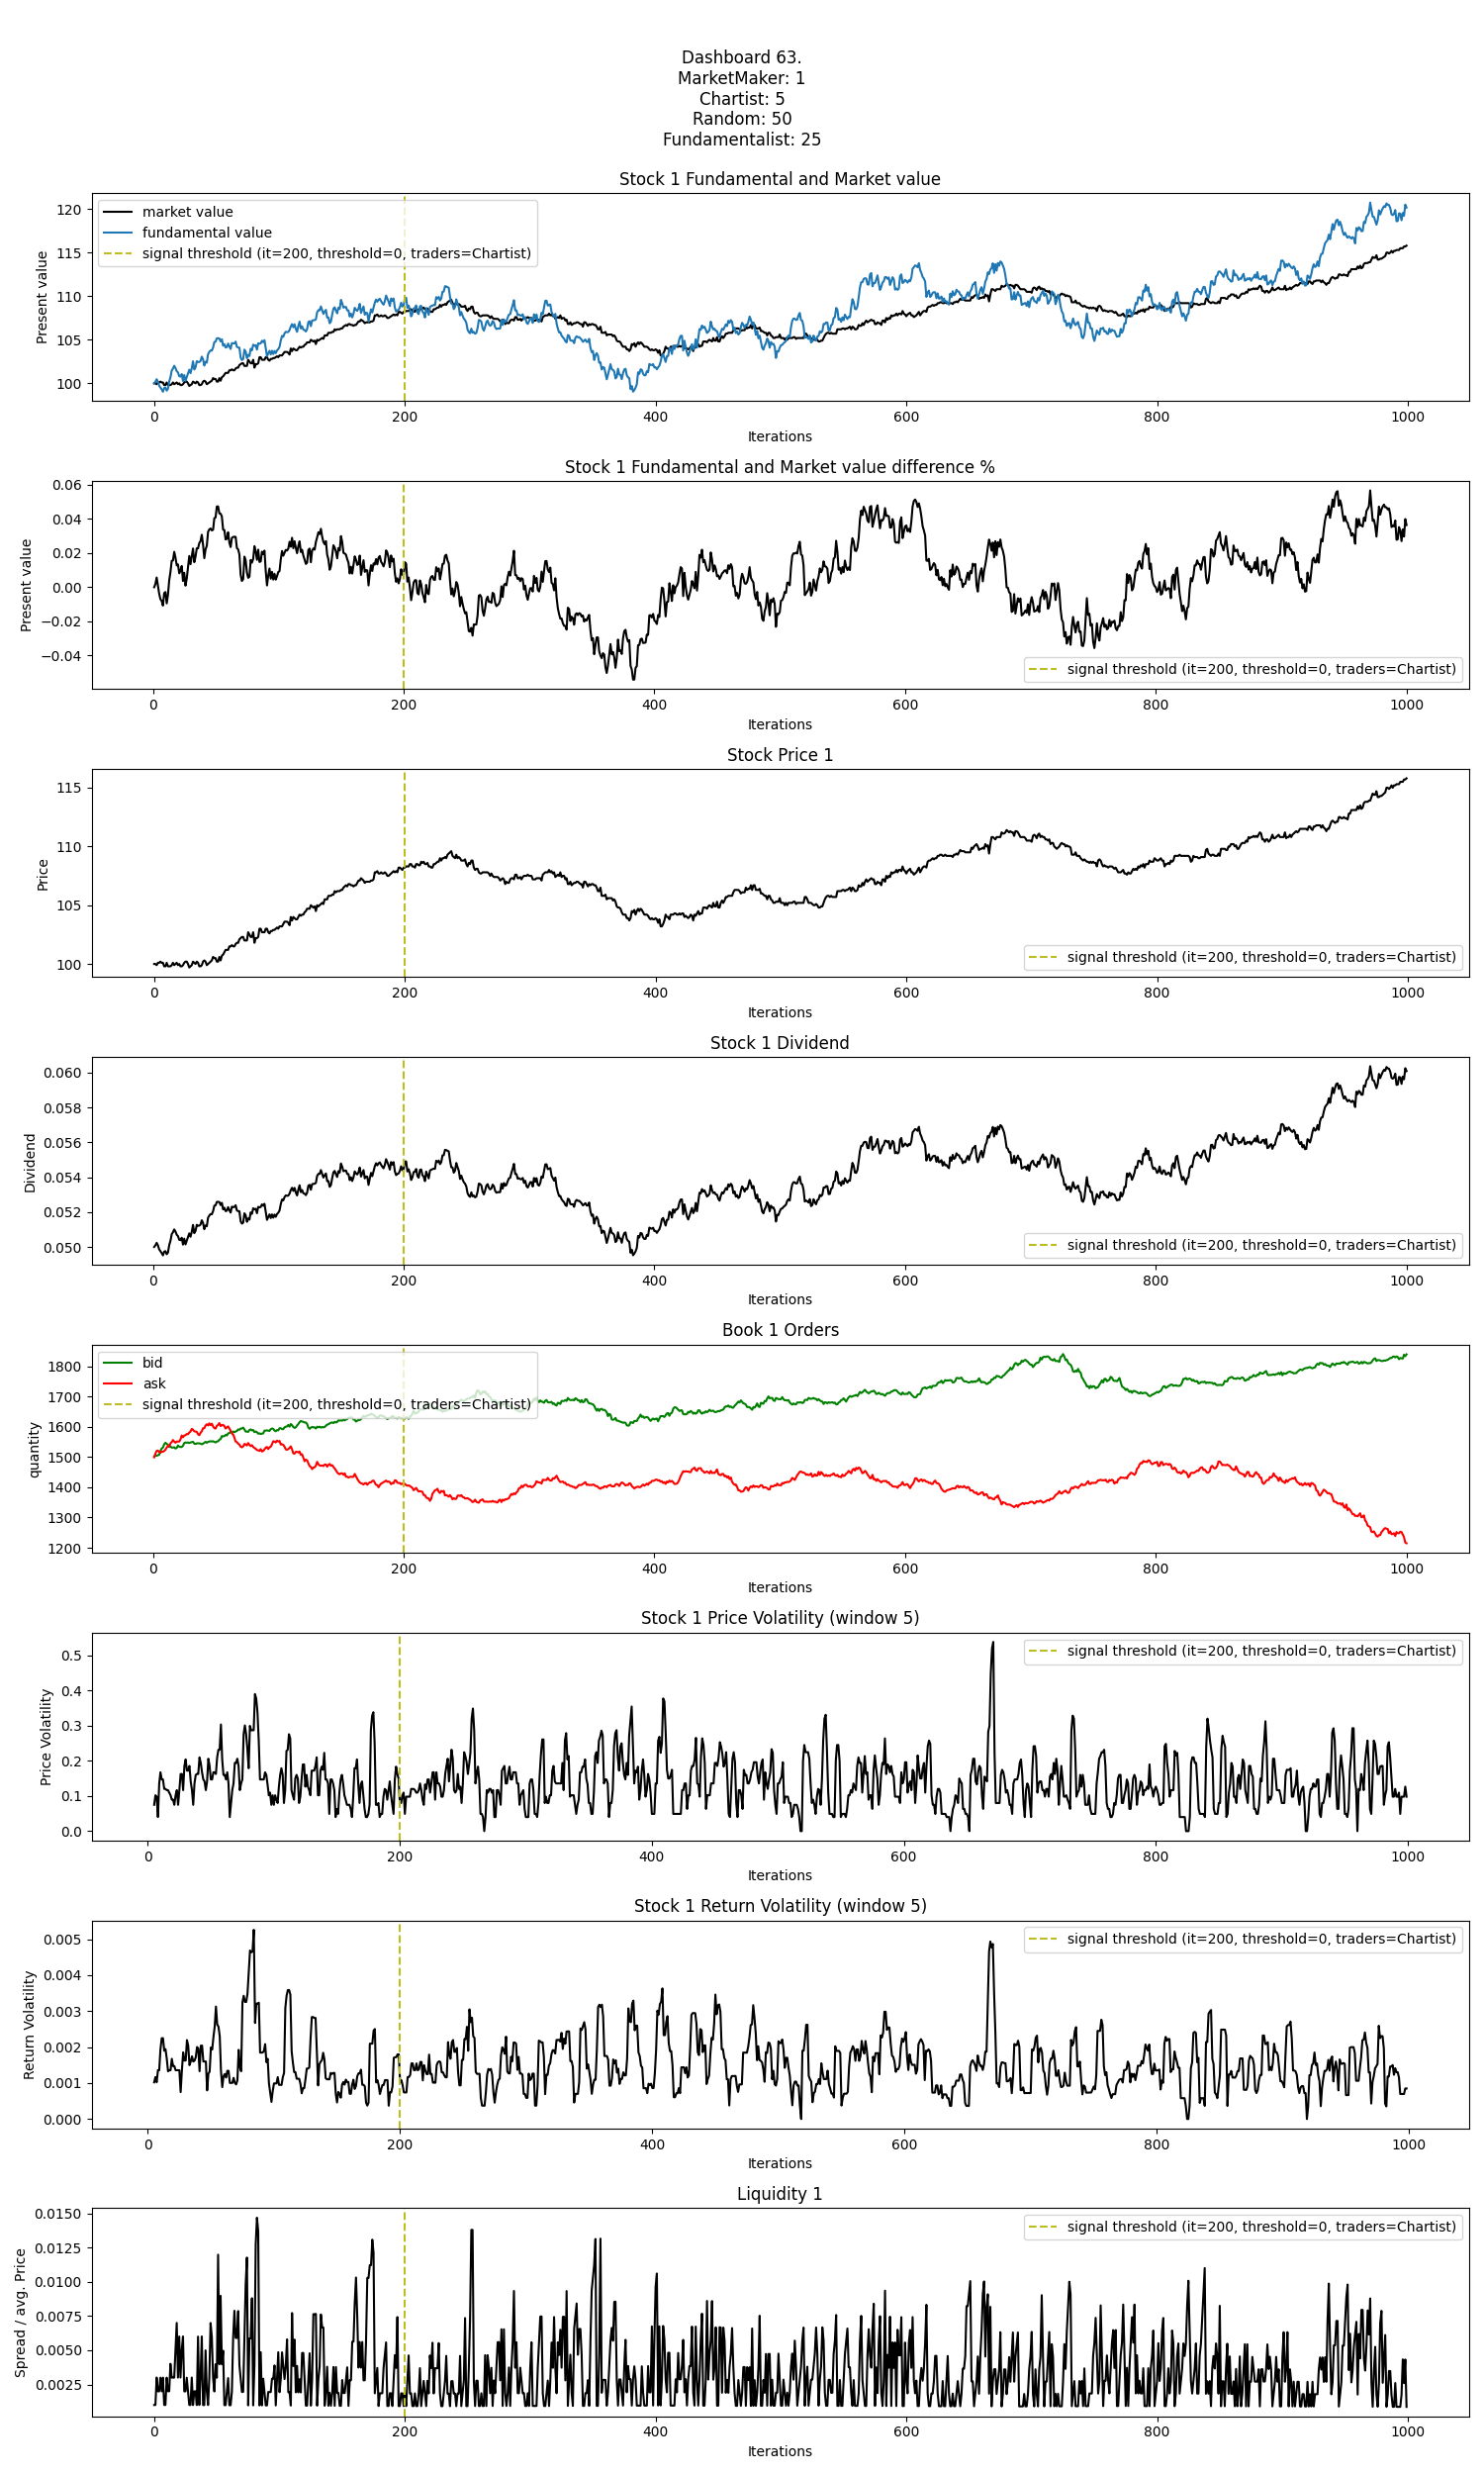 Dashboard 63.
MarketMaker: 1
Chartist: 5
Random: 50
Fundamentalist: 25
Stock 1 Fundamental and Market value
market value
fundamental value
signal threshold (it=200, threshold=0, traders=Chartist)
Present value
120
115
110
105
100
0 200 400 600 800 1000
Iterations
Stock 1 Fundamental and Market value difference %
Present value
0.06
0.04
0.02
0.00
−0.02
−0.04
signal threshold (it=200, threshold=0, traders=Chartist)
0 200 400 600 800 1000
Iterations
Stock Price 1
Price
115
110
105
100
signal threshold (it=200, threshold=0, traders=Chartist)
0 200 400 600 800 1000
Iterations
Stock 1 Dividend
Dividend
0.060
0.058
0.056
0.054
0.052
0.050
signal threshold (it=200, threshold=0, traders=Chartist)
0 200 400 600 800 1000
Iterations
Book 1 Orders
bid
ask
signal threshold (it=200, threshold=0, traders=Chartist)
quantity
1800
1700
1600
1500
1400
1300
1200
0 200 400 600 800 1000
Iterations
Stock 1 Price Volatility (window 5)
signal threshold (it=200, threshold=0, traders=Chartist)
Price Volatility
0.5
0.4
0.3
0.2
0.1
0.0
0 200 400 600 800 1000
Iterations
Stock 1 Return Volatility (window 5)
signal threshold (it=200, threshold=0, traders=Chartist)
Return Volatility
0.005
0.004
0.003
0.002
0.001
0.000
0 200 400 600 800 1000
Iterations
Liquidity 1
signal threshold (it=200, threshold=0, traders=Chartist)
Spread / avg. Price
0.0150
0.0125
0.0100
0.0075
0.0050
0.0025
0 200 400 600 800 1000
Iterations